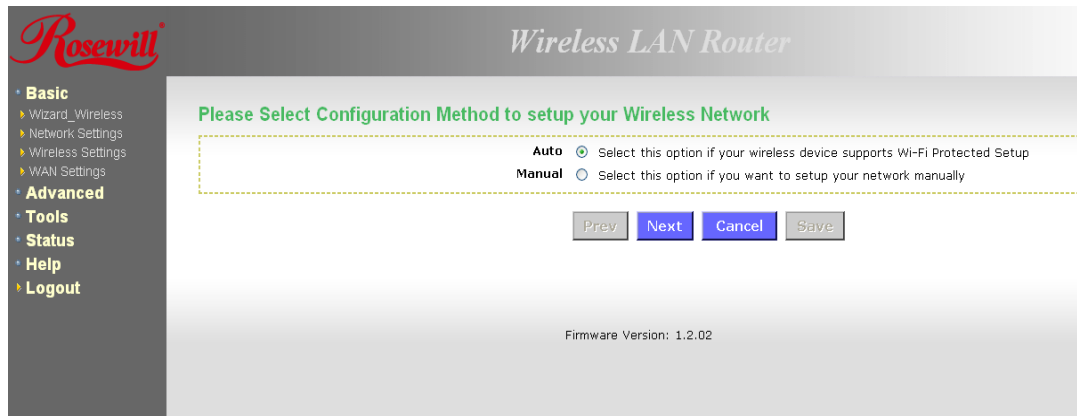 Rosewill
Wireless LAN Router
Basic
Wizard_Wireless
Network Settings
Wireless Settings
WAN Settings
Advanced
Tools
Status
Help
Logout
Please Select Configuration Method to setup your Wireless Network
Auto Select this option if your wireless device supports Wi-Fi Protected Setup
Manual Select this option if you want to setup your network manually
Prev Next Cancel Save
Firmware Version: 1.2.02